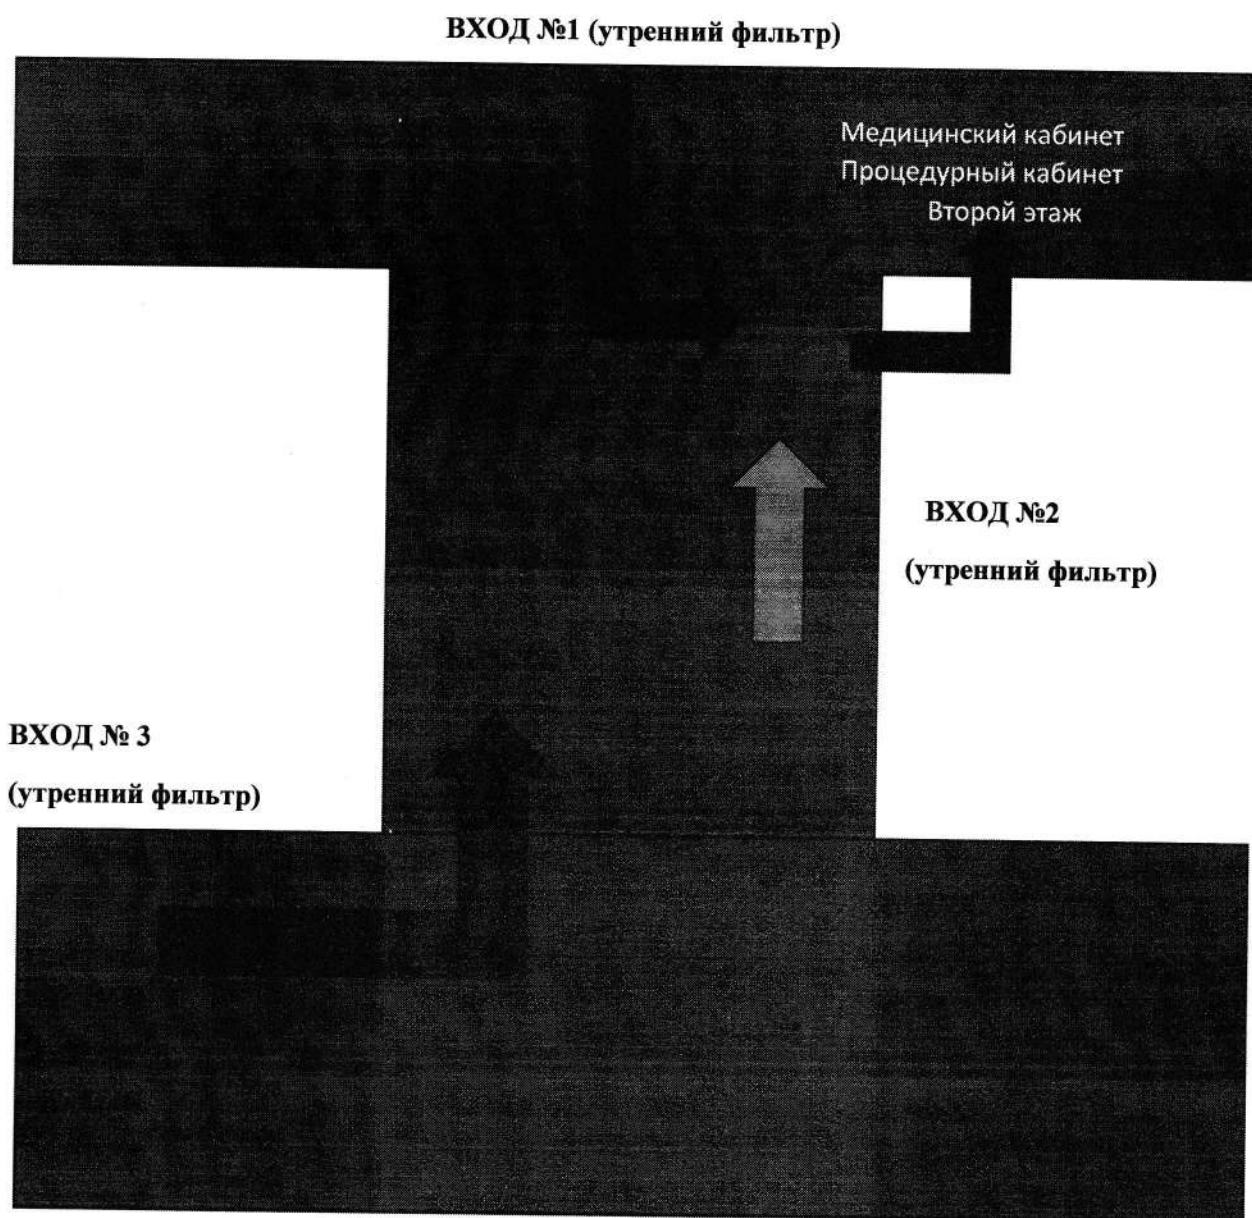 ВХОД №1 (утренний фильтр)
Медицинский кабинет
Процедурный кабинет
Второй этаж
ВХОД №2
(утренний фильтр)
ВХОД № 3
(утренний фильтр)